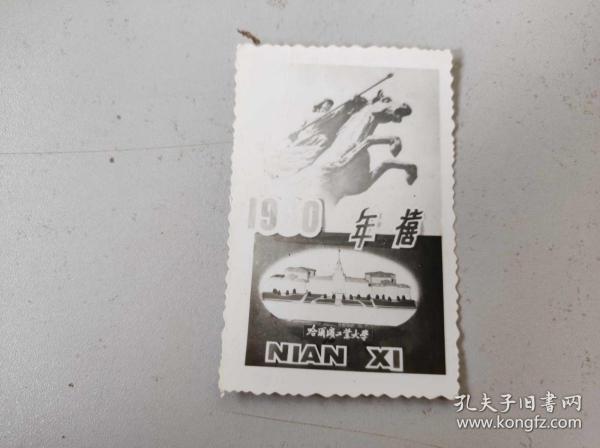 1980 年禧
哈尔滨工业大学
NIAN XI
孔夫子旧书网
www.kongfz.com